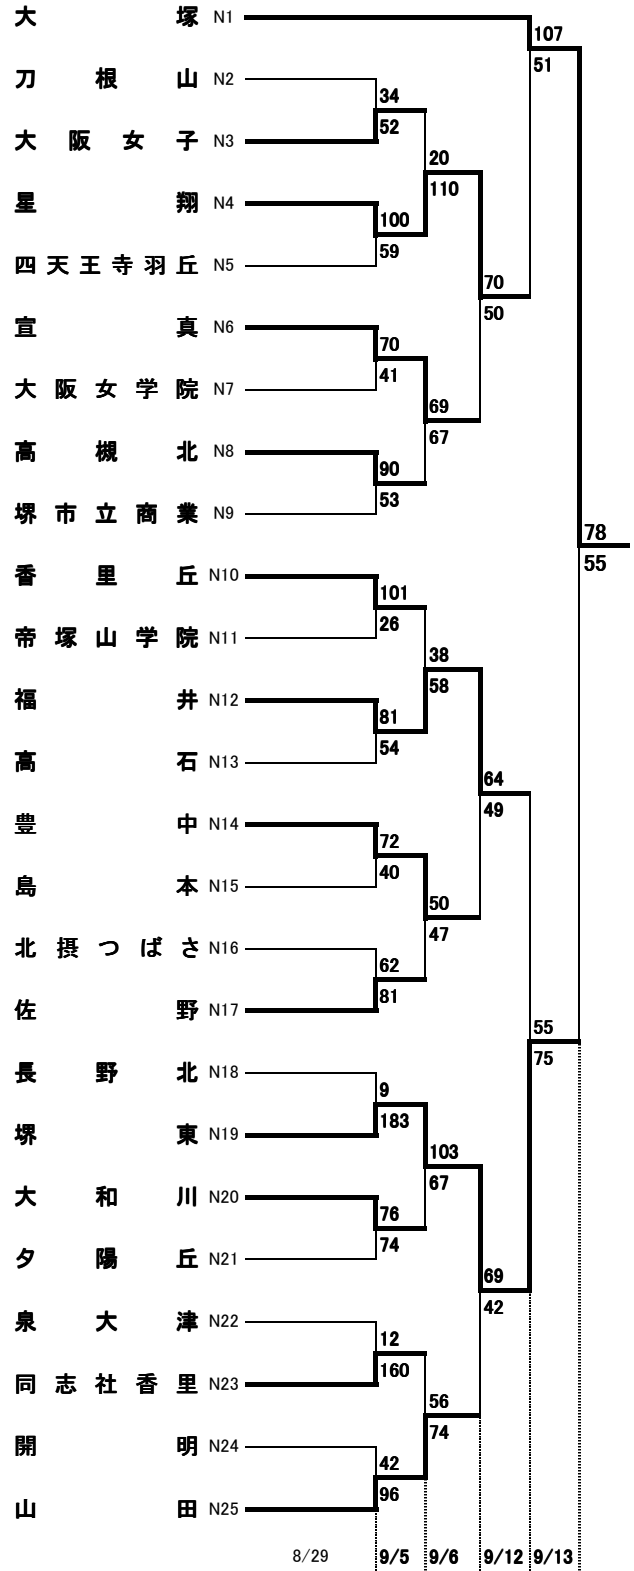 大塚 N1
107
51
刀根山 N2
34
52
大阪女子 N3
20
110
星翔 N4
100
59
四天王寺羽丘 N5
70
50
宣真 N6
70
41
大阪女学院 N7
69
67
高槻北 N8
90
53
堺市立商業 N9
78
55
香里丘 N10
101
26
帝塚山学院 N11
38
58
福井 N12
81
54
高石 N13
64
49
豊中 N14
72
40
島本 N15
50
47
北摂つばさ N16
62
81
佐野 N17
55
75
長野北 N18
9
183
堺東 N19
103
67
大和川 N20
76
74
夕陽丘 N21
69
42
泉大津 N22
12
160
同志社香里 N23
56
74
開明 N24
42
96
山田 N25
8/29 9/5 9/6 9/12 9/13